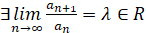 ∃ lim_{n→∞} a_{n+1}/a_n = λ ∈ R